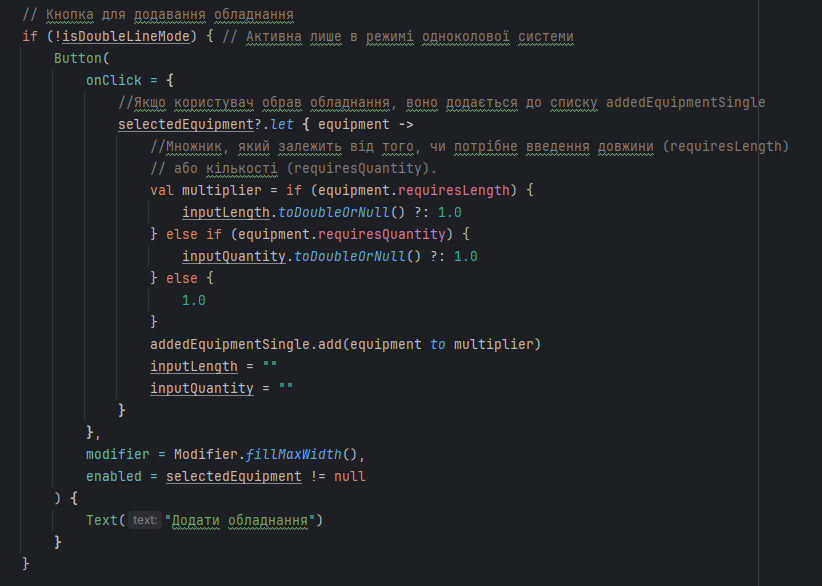 // Кнопка для додавання обладнання
if (!isDoubleLineMode) { // Активна лише в режимі одноколової системи
    Button(
        onClick = {
            //Якщо користувач обрав обладнання, воно додається до списку addedEquipmentSingle
            selectedEquipment?.let { equipment ->
                //Множник, який залежить від того, чи потрібне введення довжини (requiresLength)
                // або кількості (requiresQuantity).
                val multiplier = if (equipment.requiresLength) {
                    inputLength.toDoubleOrNull() ?: 1.0
                } else if (equipment.requiresQuantity) {
                    inputQuantity.toDoubleOrNull() ?: 1.0
                } else {
                    1.0
                }
                addedEquipmentSingle.add(equipment to multiplier)
                inputLength = ""
                inputQuantity = ""
            }
        },
        modifier = Modifier.fillMaxWidth(),
        enabled = selectedEquipment != null
    ) {
        Text( text: "Додати обладнання")
    }
}